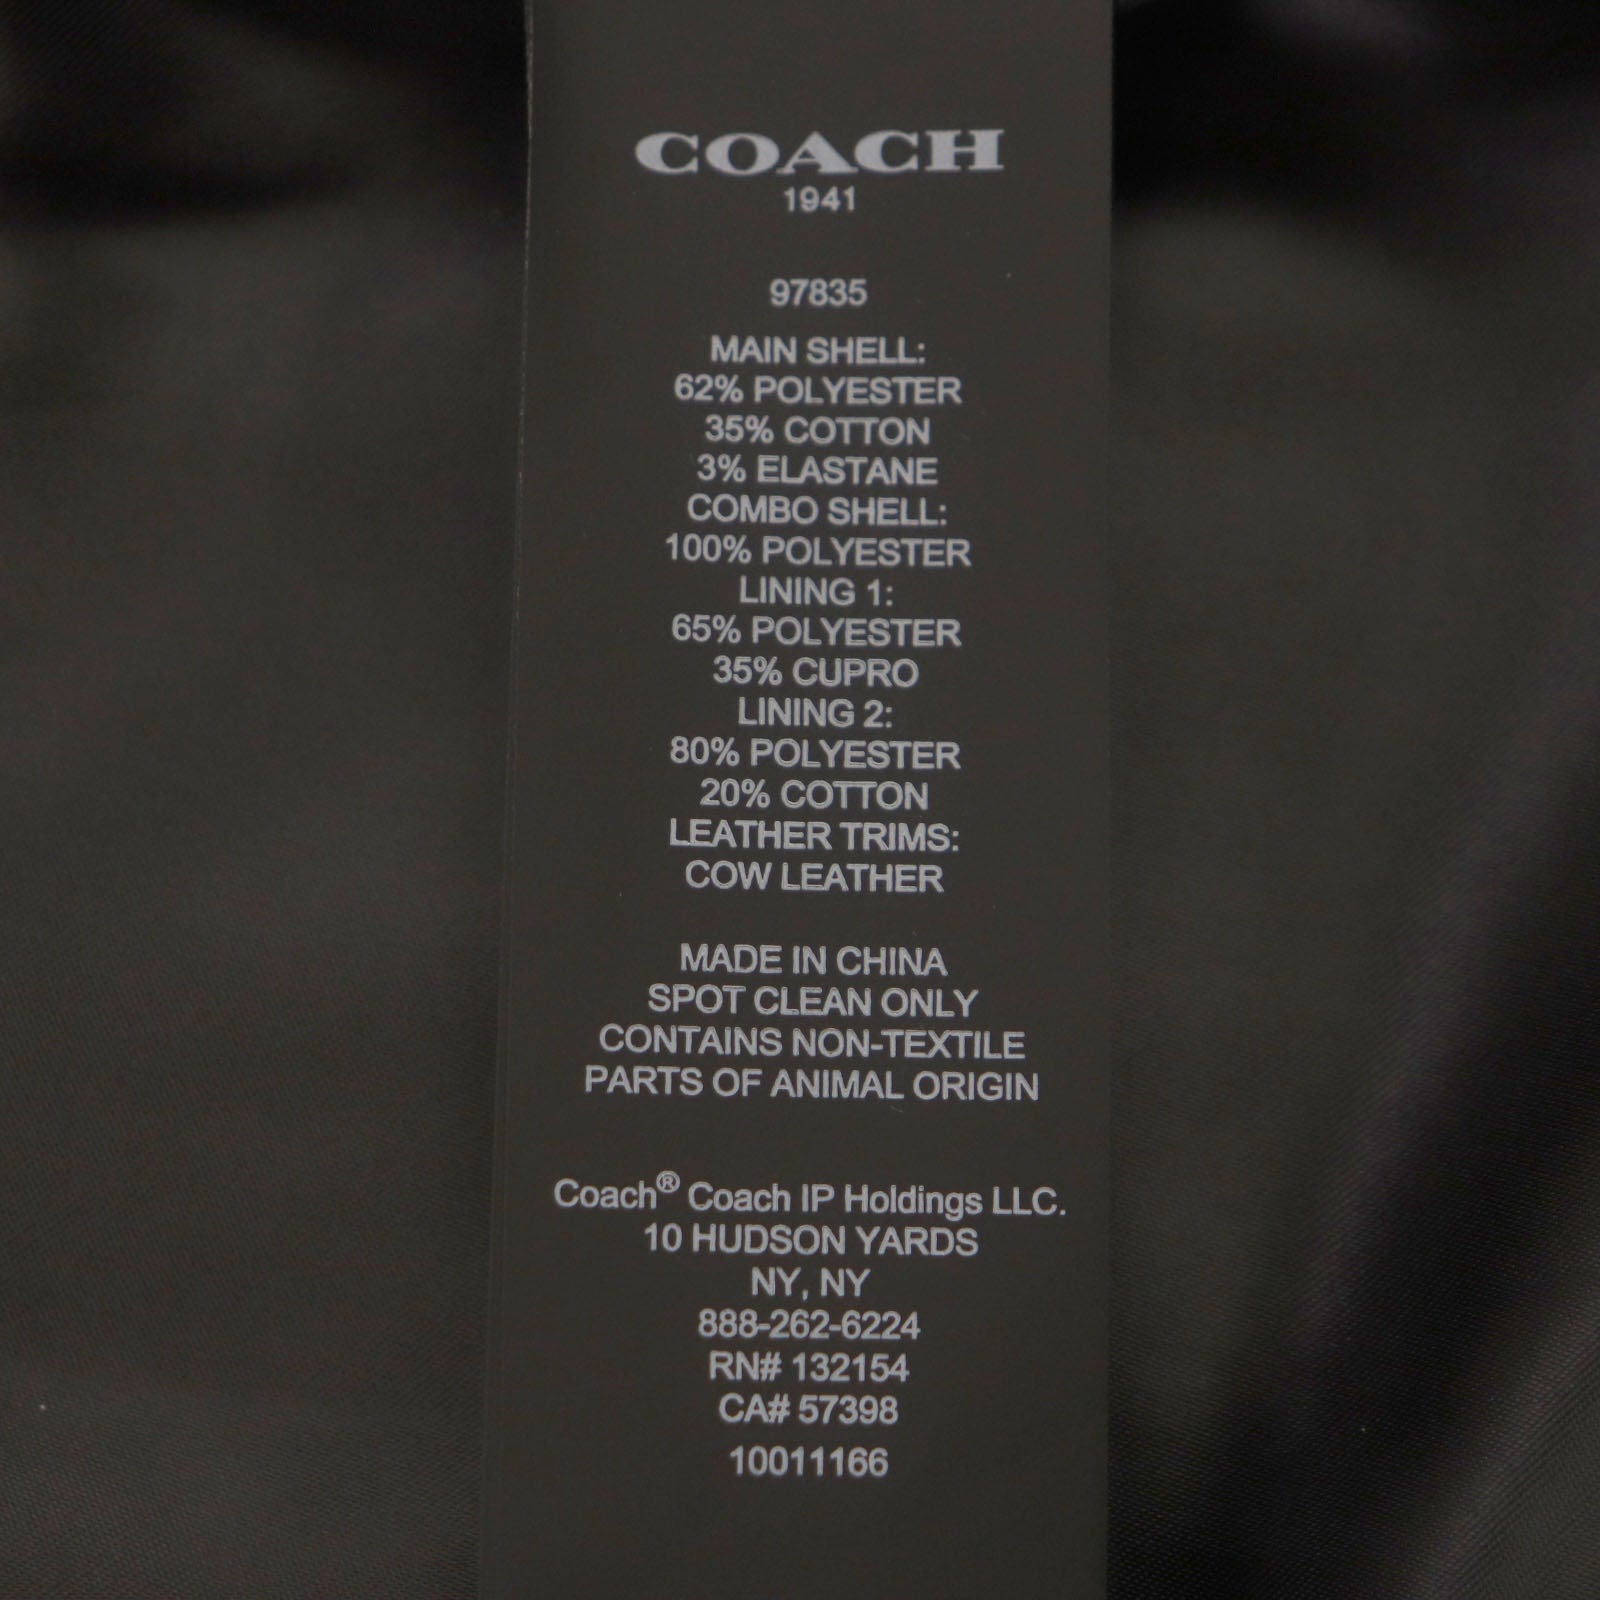 COACH
1941
97835
MAIN SHELL:
62% POLYESTER
35% COTTON
3% ELASTANE
COMBO SHELL:
100% POLYESTER
LINING 1:
65% POLYESTER
35% CUPRO
LINING 2:
80% POLYESTER
20% COTTON
LEATHER TRIMS:
COW LEATHER
MADE IN CHINA
SPOT CLEAN ONLY
CONTAINS NON-TEXTILE
PARTS OF ANIMAL ORIGIN
Coach® Coach IP Holdings LLC.
10 HUDSON YARDS
NY, NY
888-262-6224
RN# 132154
CA# 57398
10011166